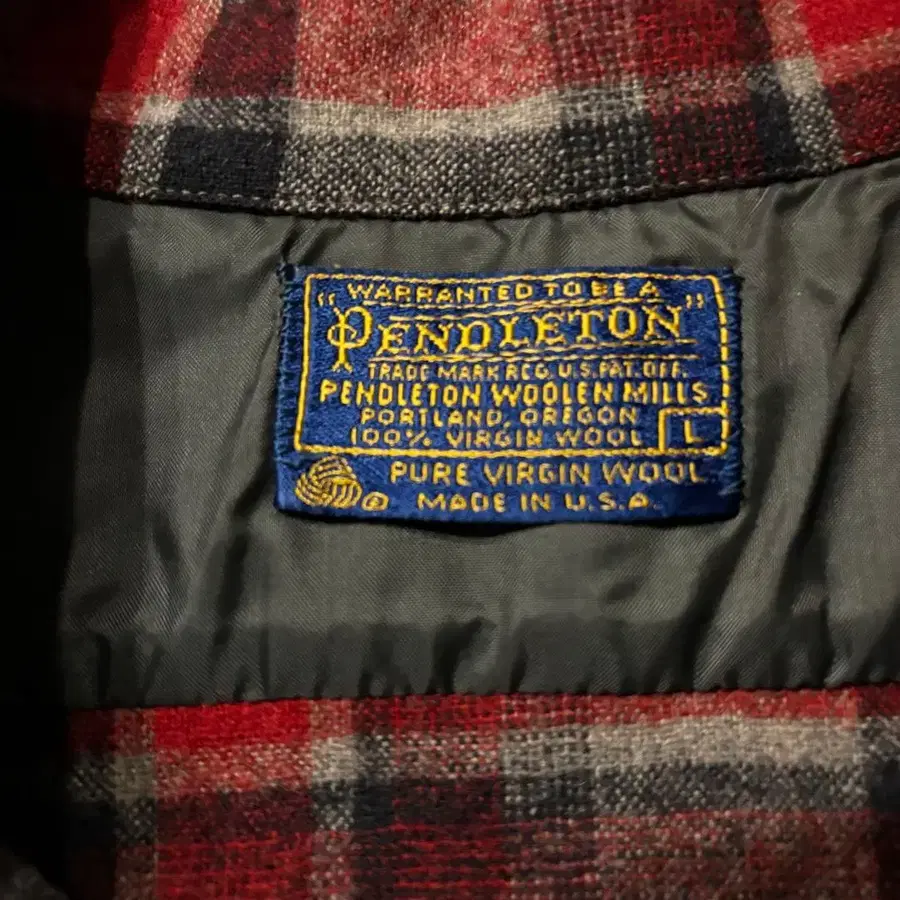 "WARRANTED TO BE A
PENDLETON"
TRADE MARK REG. U.S. PAT. OFF.
PENDLETON WOOLEN MILLS
PORTLAND, OREGON
100% VIRGIN WOOL L
® PURE VIRGIN WOOL
MADE IN U.S.A.